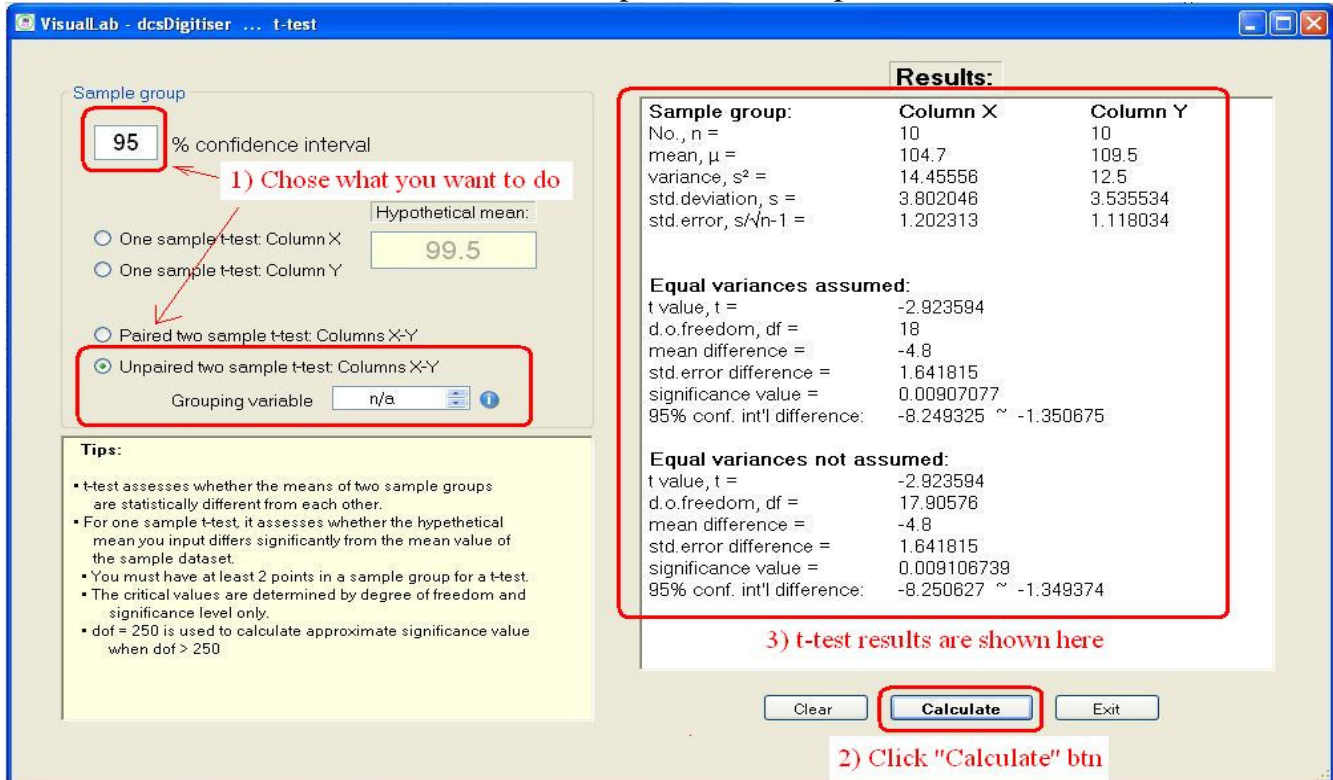 VisualLab - dcsDigitiser ... t-test
Sample group
95 % confidence interval
1) Chose what you want to do
Hypothetical mean:
One sample t-test: Column X
99.5
One sample t-test: Column Y
Paired two sample t-test: Columns X-Y
Unpaired two sample t-test: Columns X-Y
Grouping variable n/a
Tips:
▪ t-test assesses whether the means of two sample groups
are statistically different from each other.
▪ For one sample t-test, it assesses whether the hypethetical
mean you input differs significantly from the mean value of
the sample dataset.
▪ You must have at least 2 points in a sample group for a t-test.
▪ The critical values are determined by degree of freedom and
significance level only.
▪ dof = 250 is used to calculate approximate significance value
when dof > 250
Results:
Sample group: Column X Column Y
No., n = 10 10
mean, µ = 104.7 109.5
variance, s² = 14.45556 12.5
std.deviation, s = 3.802046 3.535534
std.error, s/√n-1 = 1.202313 1.118034
Equal variances assumed:
t value, t = -2.923594
d.o.freedom, df = 18
mean difference = -4.8
std.error difference = 1.641815
significance value = 0.00907077
95% conf. int'l difference: -8.249325 ~ -1.350675
Equal variances not assumed:
t value, t = -2.923594
d.o.freedom, df = 17.90576
mean difference = -4.8
std.error difference = 1.641815
significance value = 0.009106739
95% conf. int'l difference: -8.250627 ~ -1.349374
3) t-test results are shown here
Clear Calculate Exit
2) Click "Calculate" btn